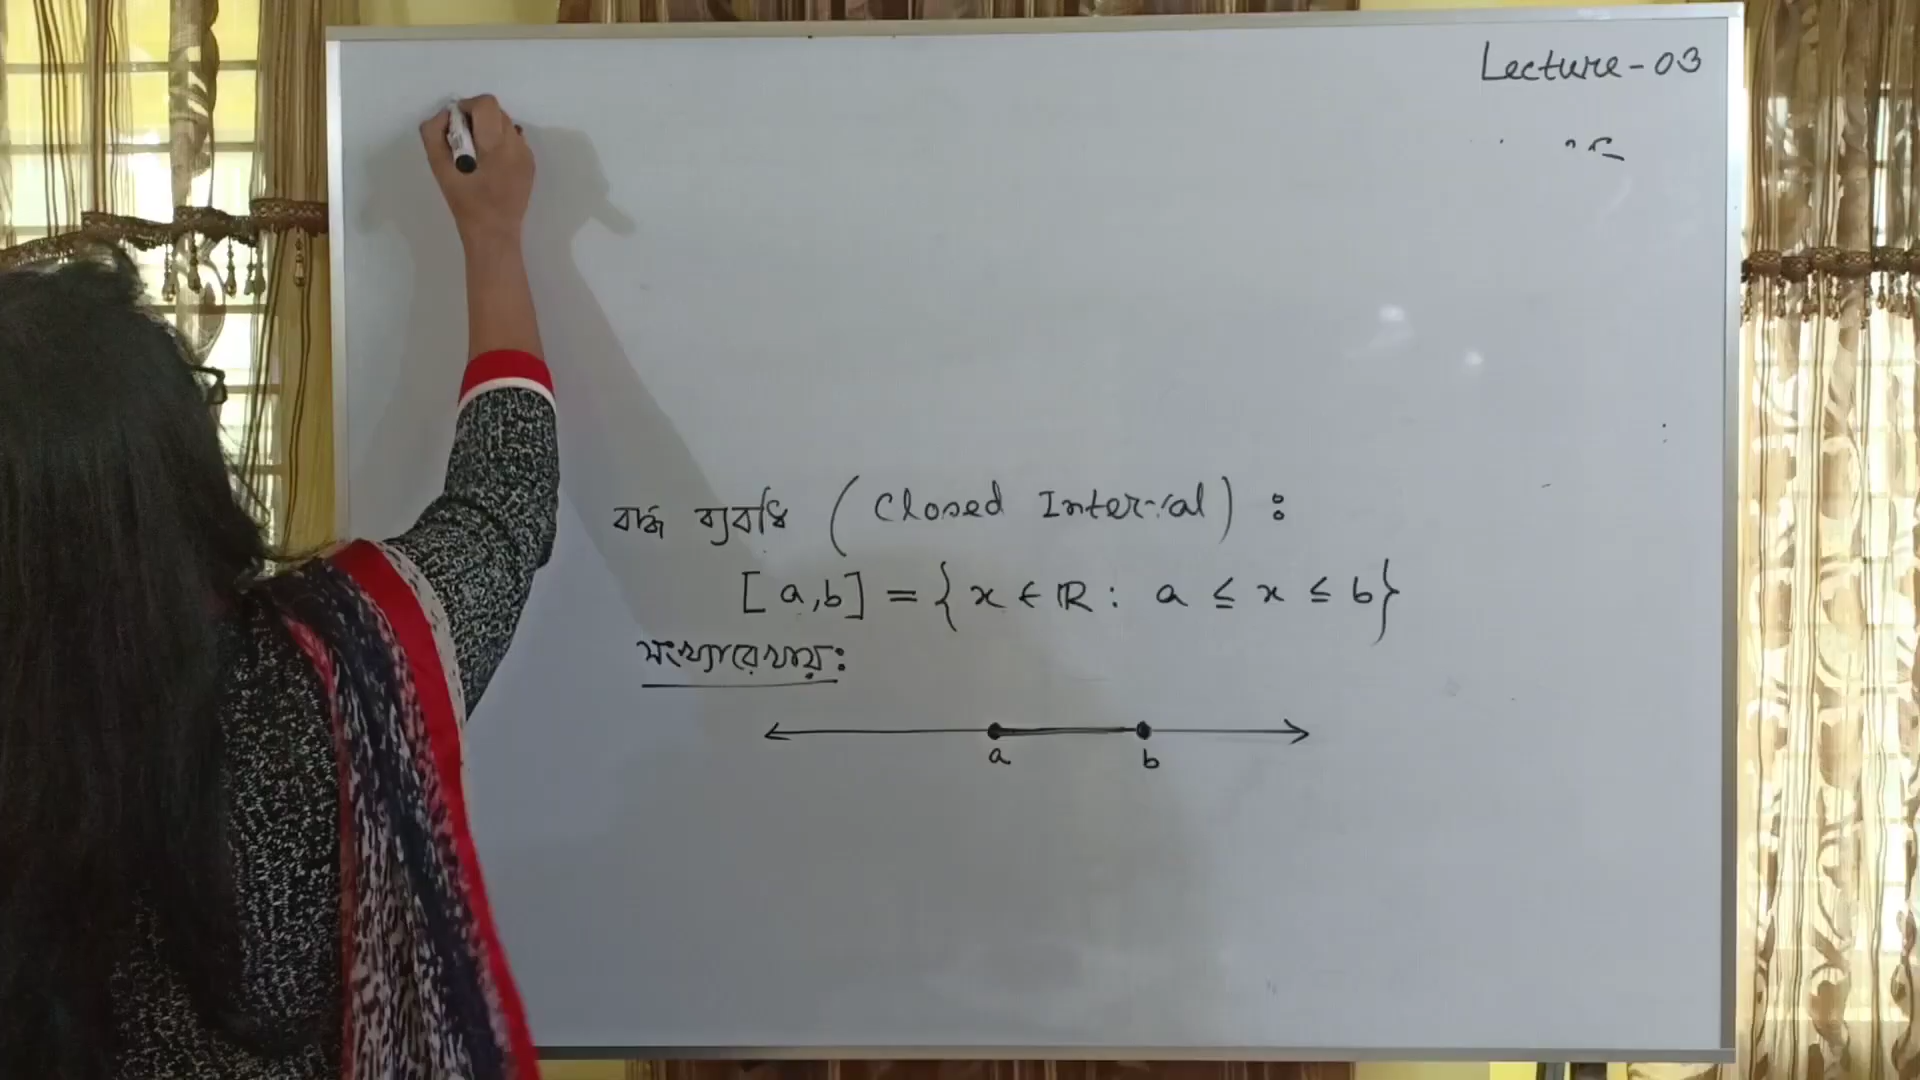 Lecture-03
বদ্ধ ব্যবধি (Closed Interval) :
[a,b] = {x ∈ ℝ : a ≤ x ≤ b}
সংখ্যারেখায়:
a b